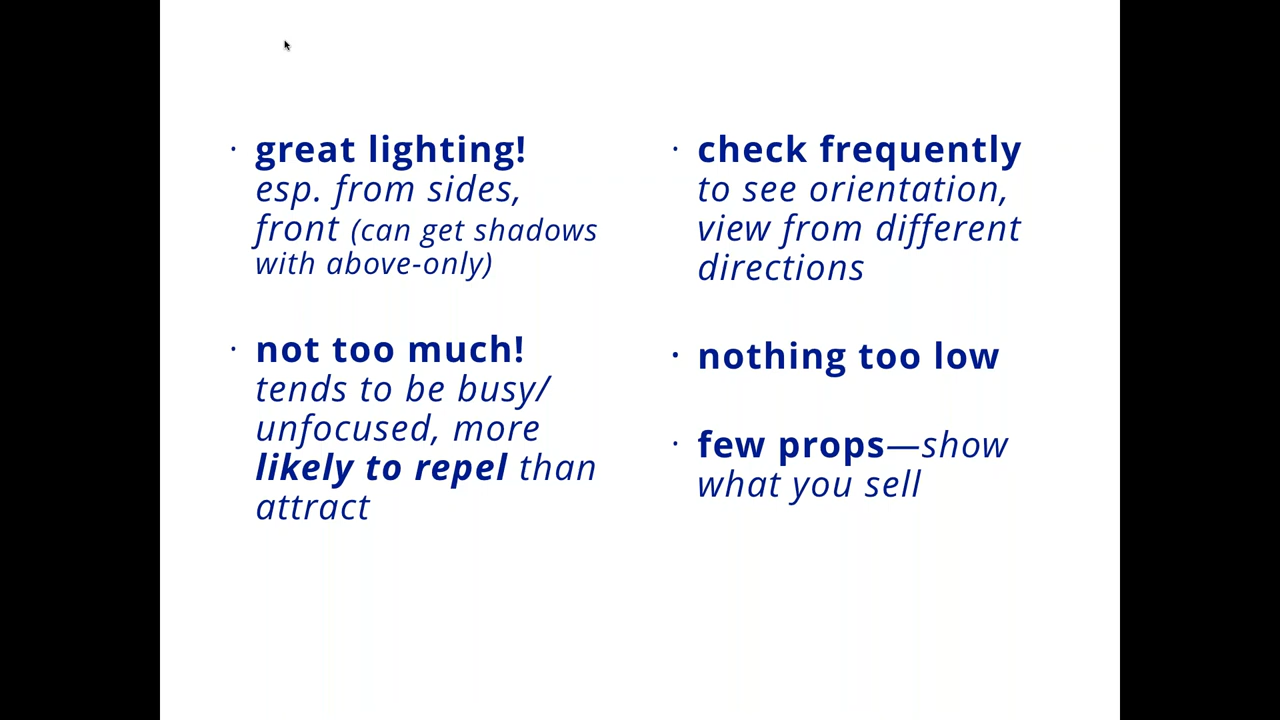 · great lighting!
esp. from sides,
front (can get shadows
with above-only)
· not too much!
tends to be busy/
unfocused, more
likely to repel than
attract
· check frequently
to see orientation,
view from different
directions
· nothing too low
· few props—show
what you sell